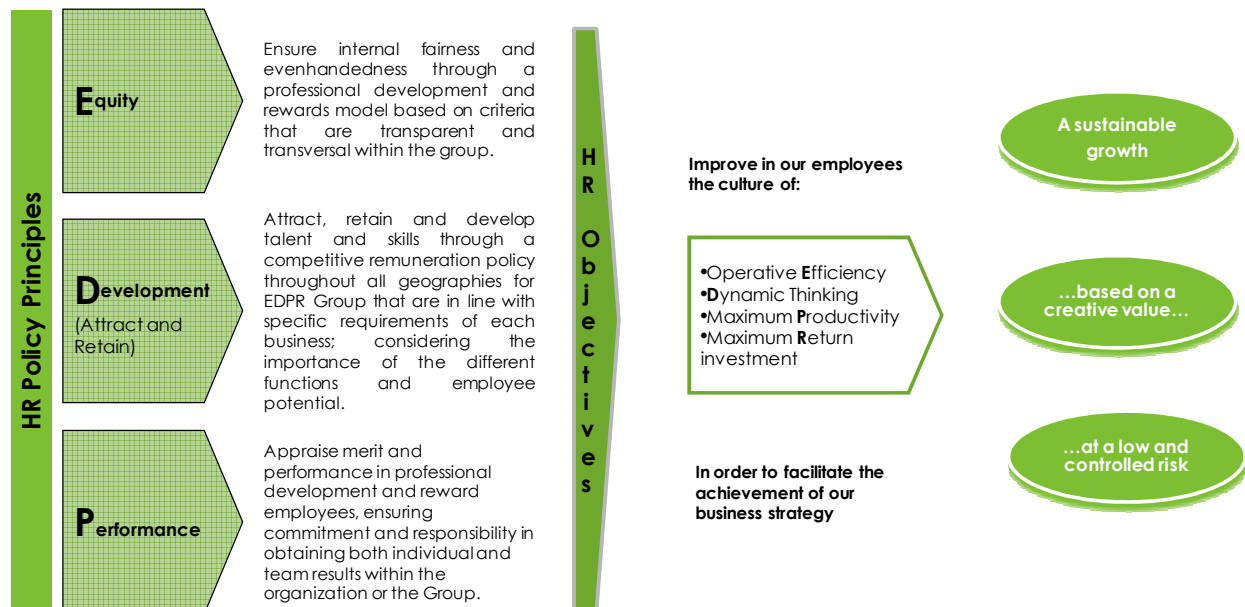 HR Policy Principles
Equity
Ensure internal fairness and
evenhandedness through a
professional development and
rewards model based on criteria
that are transparent and
transversal within the group.
Development
(Attract and
Retain)
Attract, retain and develop
talent and skills through a
competitive remuneration policy
throughout all geographies for
EDPR Group that are in line with
specific requirements of each
business; considering the
importance of the different
functions and employee
potential.
Performance
Appraise merit and
performance in professional
development and reward
employees, ensuring
commitment and responsibility in
obtaining both individual and
team results within the
organization or the Group.
HR Objectives
Improve in our employees
the culture of:
•Operative Efficiency
•Dynamic Thinking
•Maximum Productivity
•Maximum Return
investment
In order to facilitate the
achievement of our
business strategy
A sustainable
growth
…based on a
creative value…
…at a low and
controlled risk